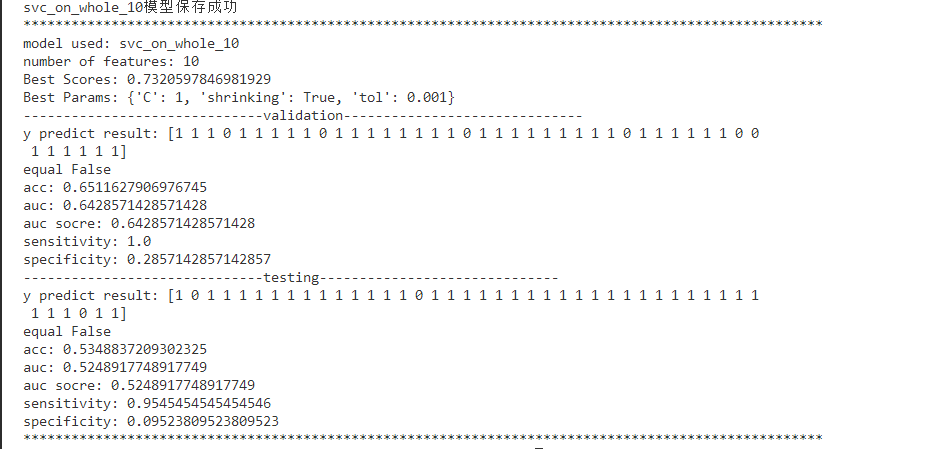 svc_on_whole_10模型保存成功
****************************************************************************************************
model used: svc_on_whole_10
number of features: 10
Best Scores: 0.7320597846981929
Best Params: {'C': 1, 'shrinking': True, 'tol': 0.001}
------------------------------validation------------------------------
y predict result: [1 1 1 0 1 1 1 1 1 0 1 1 1 1 1 1 1 1 0 1 1 1 1 1 1 1 1 1 0 1 1 1 1 1 1 0 0
 1 1 1 1 1 1]
equal False
acc: 0.6511627906976745
auc: 0.6428571428571428
auc socre: 0.6428571428571428
sensitivity: 1.0
specificity: 0.2857142857142857
------------------------------testing------------------------------
y predict result: [1 0 1 1 1 1 1 1 1 1 1 1 1 1 1 0 1 1 1 1 1 1 1 1 1 1 1 1 1 1 1 1 1 1 1 1 1
 1 1 1 0 1 1]
equal False
acc: 0.5348837209302325
auc: 0.5248917748917749
auc socre: 0.5248917748917749
sensitivity: 0.9545454545454546
specificity: 0.09523809523809523
****************************************************************************************************